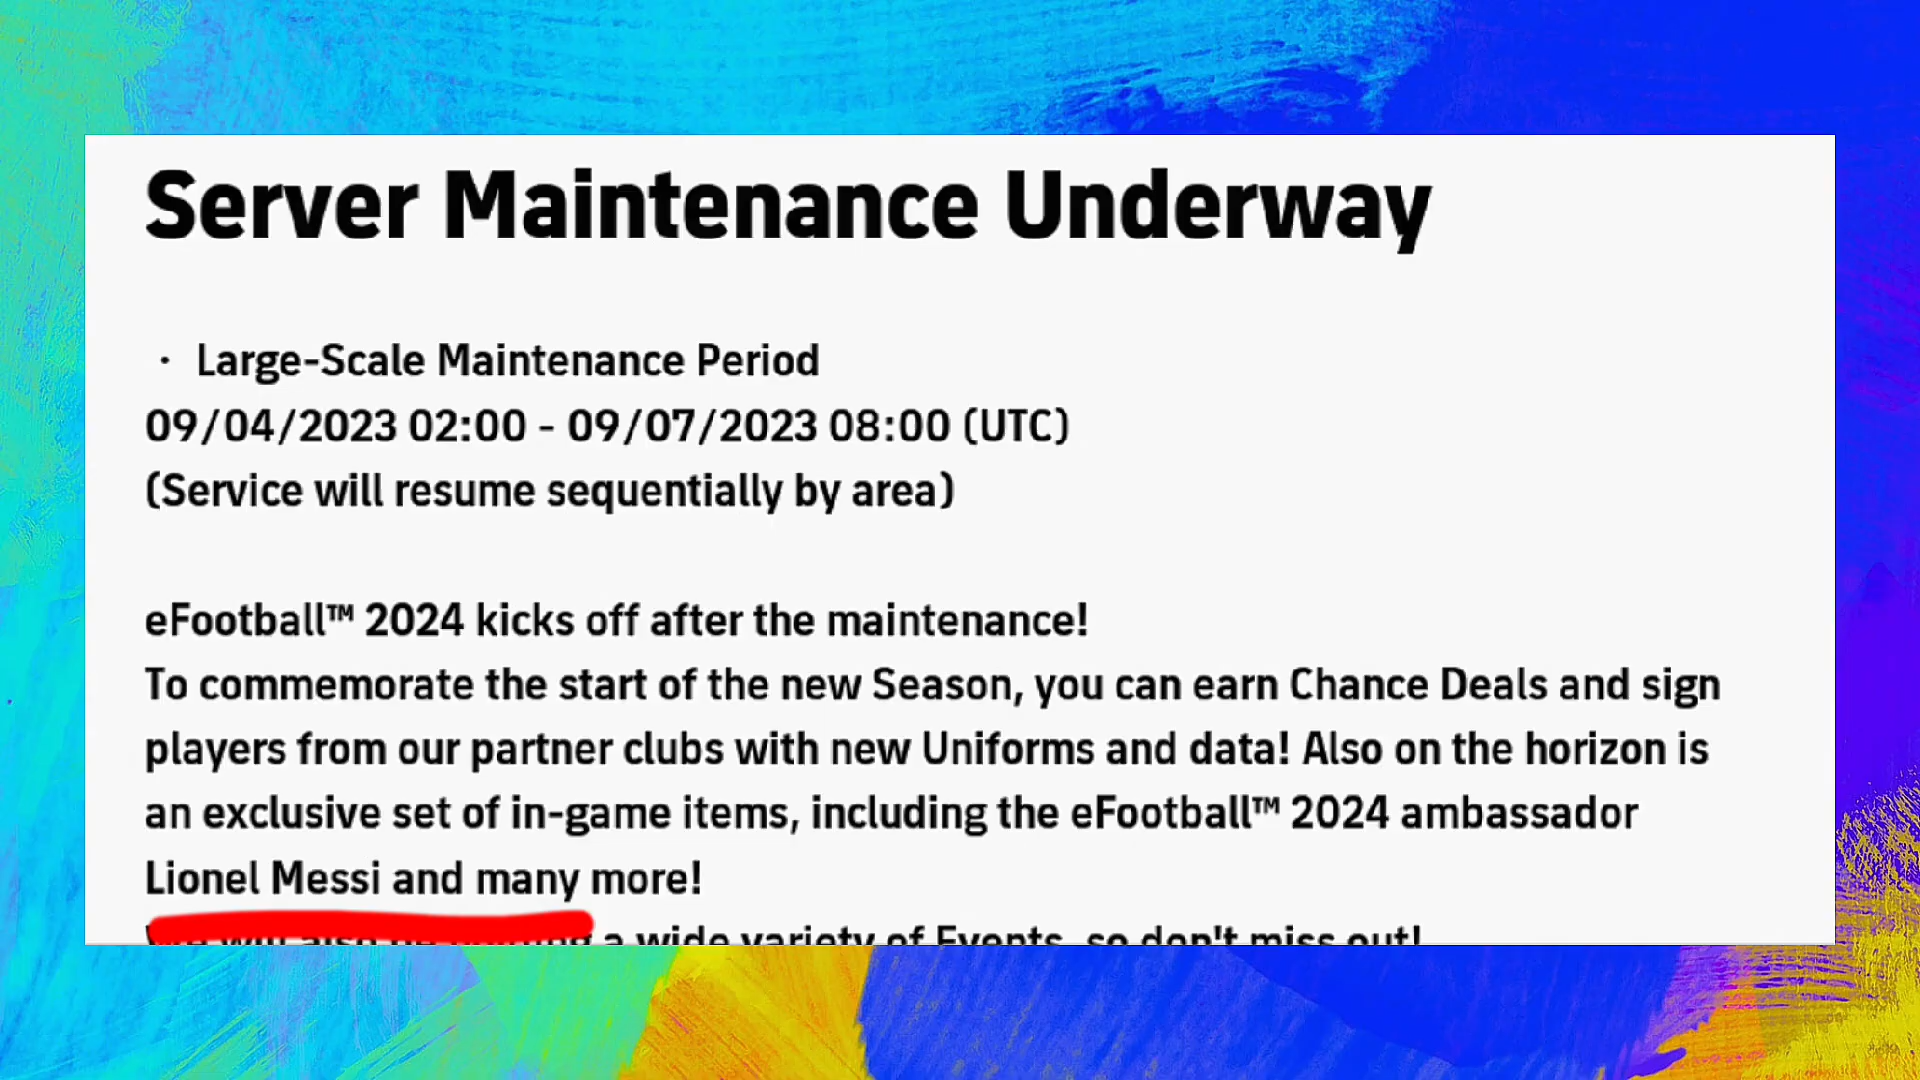 Server Maintenance Underway
· Large-Scale Maintenance Period
09/04/2023 02:00 - 09/07/2023 08:00 (UTC)
(Service will resume sequentially by area)
eFootball™ 2024 kicks off after the maintenance!
To commemorate the start of the new Season, you can earn Chance Deals and sign
players from our partner clubs with new Uniforms and data! Also on the horizon is
an exclusive set of in-game items, including the eFootball™ 2024 ambassador
Lionel Messi and many more!
will also a wide variety of Events, so don't miss out!